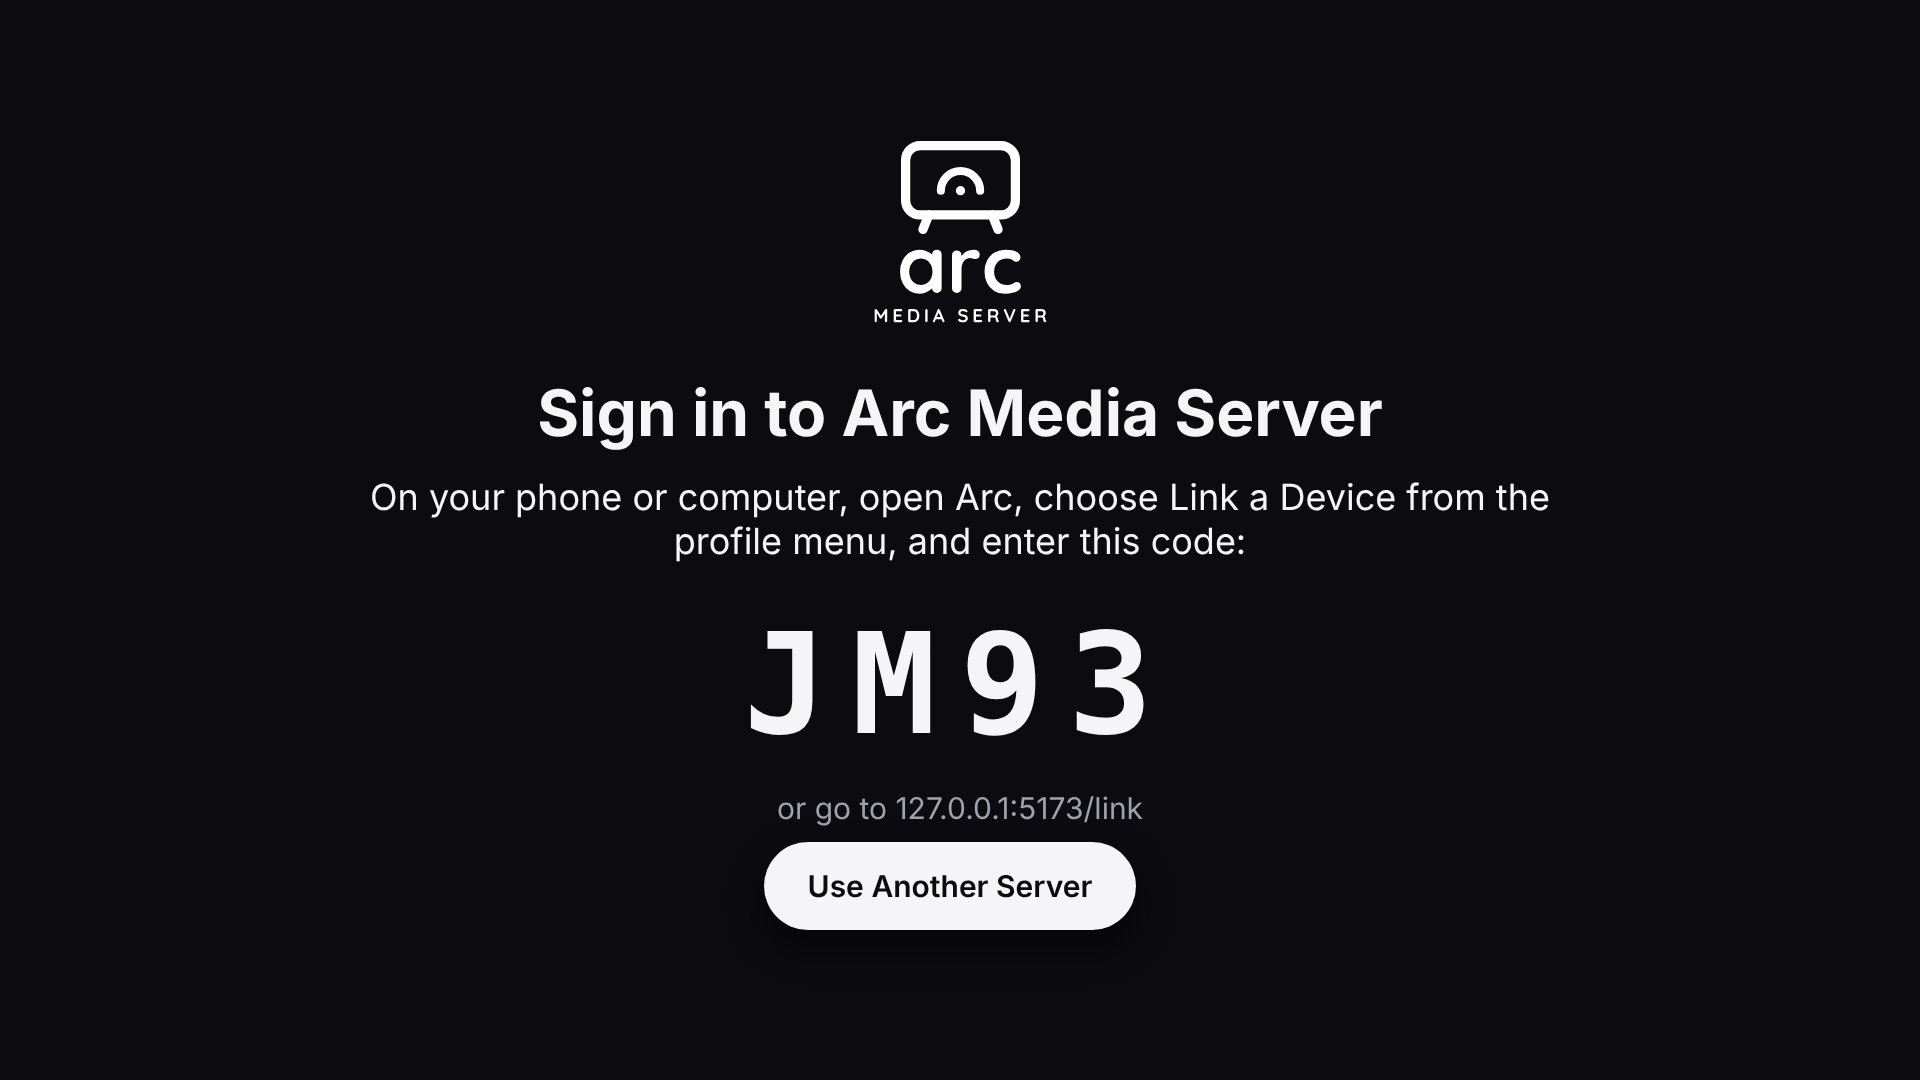 arc
MEDIA SERVER
Sign in to Arc Media Server
On your phone or computer, open Arc, choose Link a Device from the
profile menu, and enter this code:
JM93
or go to 127.0.0.1:5173/link
Use Another Server